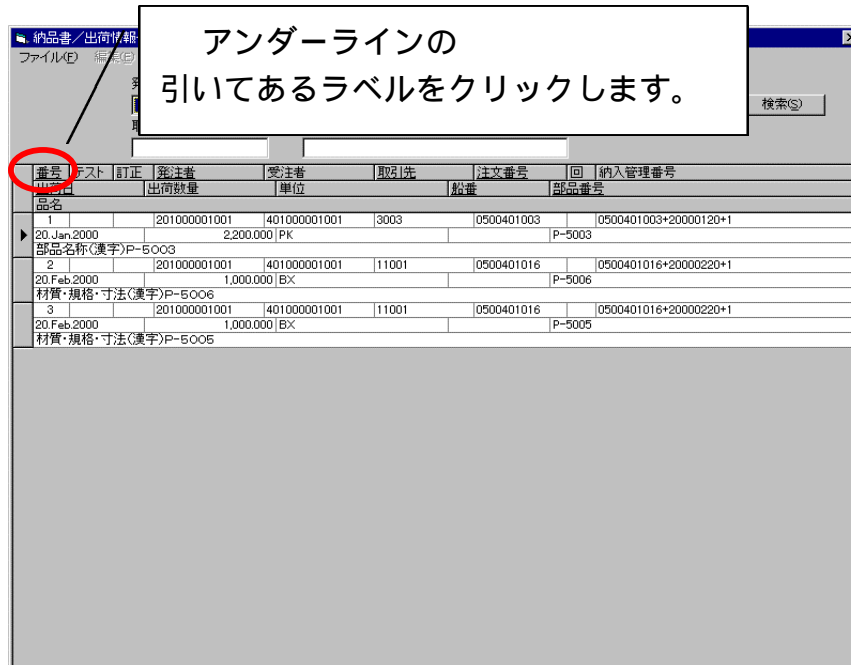 納品書／出荷情報
アンダーラインの
引いてあるラベルをクリックします。
ファイル(F) 編集(E)
検索(S)
番号 テスト 訂正 発注者 受注者 取引先 注文番号 回 納入管理番号
出荷日 出荷数量 単位 船番 部品番号
品名
1 201000001001 401000001001 3003 0500401003 0500401003+20000120+1
20.Jan.2000 2,200.000 PK P-5003
部品名称(漢字)P-5003
2 201000001001 401000001001 11001 0500401016 0500401016+20000220+1
20.Feb.2000 1,000.000 BX P-5006
材質・規格・寸法(漢字)P-5006
3 201000001001 401000001001 11001 0500401016 0500401016+20000220+1
20.Feb.2000 1,000.000 BX P-5005
材質・規格・寸法(漢字)P-5005